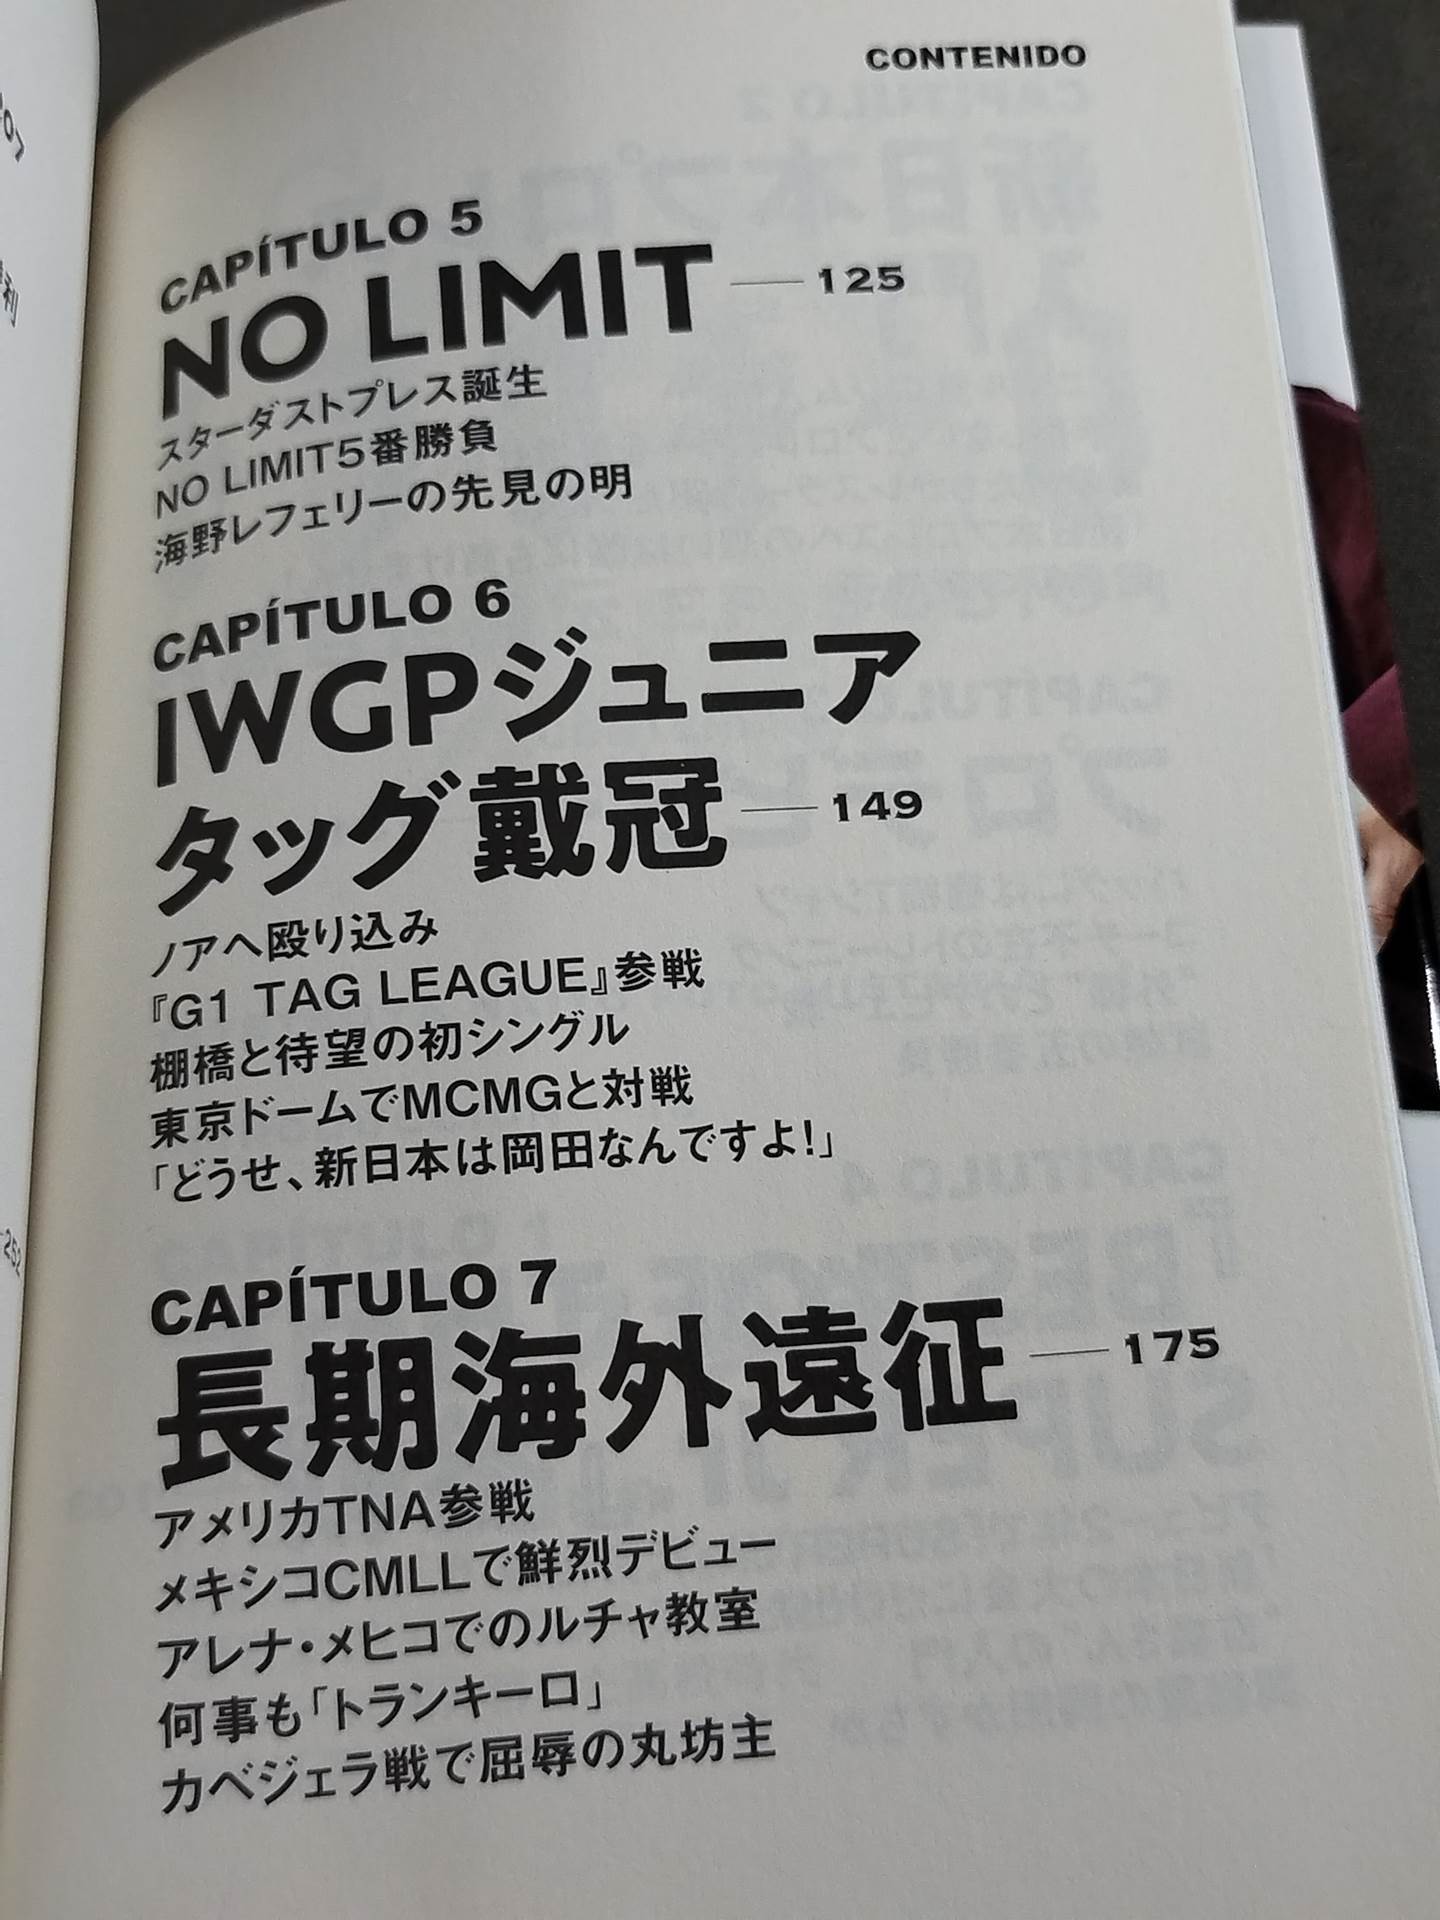 CONTENIDO
CAPÍTULO 5
NO LIMIT — 125
スターダストプレス誕生
NO LIMIT5番勝負
海野レフェリーの先見の明
CAPÍTULO 6
IWGPジュニア
タッグ戴冠 — 149
ノアへ殴り込み
『G1 TAG LEAGUE』参戦
棚橋と待望の初シングル
東京ドームでMCMGと対戦
「どうせ、新日本は岡田なんですよ!」
CAPÍTULO 7
長期海外遠征 — 175
アメリカTNA参戦
メキシコCMLLで鮮烈デビュー
アレナ・メヒコでのルチャ教室
何事も「トランキーロ」
カベジェラ戦で屈辱の丸坊主
252